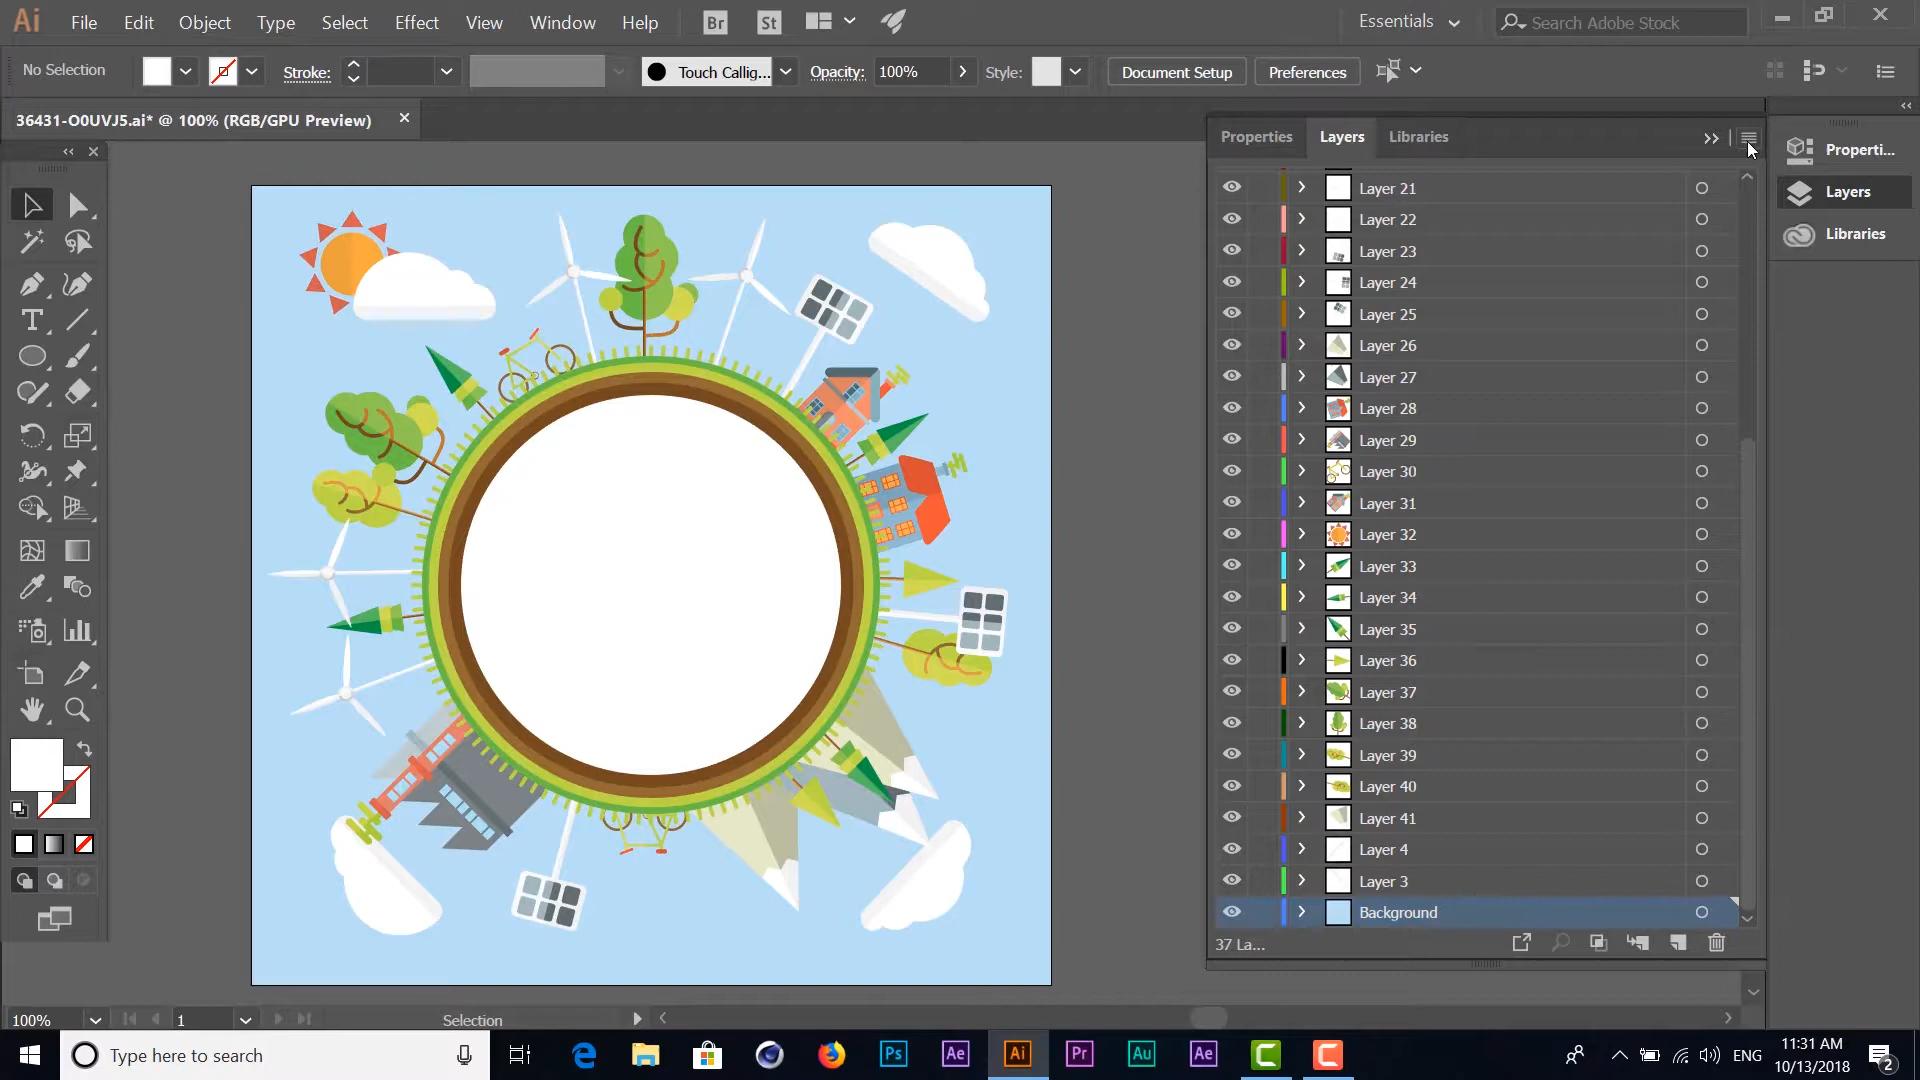 Ai File Edit Object Type Select Effect View Window Help Br St Essentials Search Adobe Stock
No Selection Stroke: Touch Callig... Opacity: 100% Style: Document Setup Preferences
36431-O0UVJ5.ai* @ 100% (RGB/GPU Preview)
Properties Layers Libraries
Layer 21
Layer 22
Layer 23
Layer 24
Layer 25
Layer 26
Layer 27
Layer 28
Layer 29
Layer 30
Layer 31
Layer 32
Layer 33
Layer 34
Layer 35
Layer 36
Layer 37
Layer 38
Layer 39
Layer 40
Layer 41
Layer 4
Layer 3
Background
37 La...
Properti...
Layers
Libraries
100% 1 Selection
Type here to search Ps Ae Ai Pr Au Ae ENG 11:31 AM
10/13/2018 2